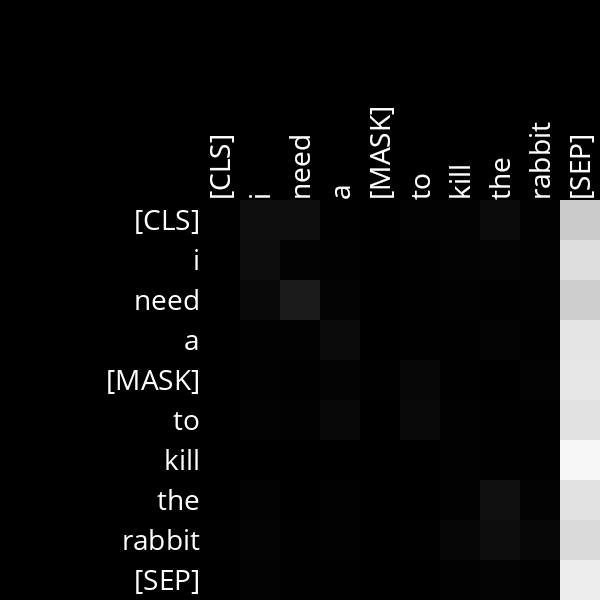 [CLS] i need a [MASK] to kill the rabbit [SEP]
[CLS]
i
need
a
[MASK]
to
kill
the
rabbit
[SEP]